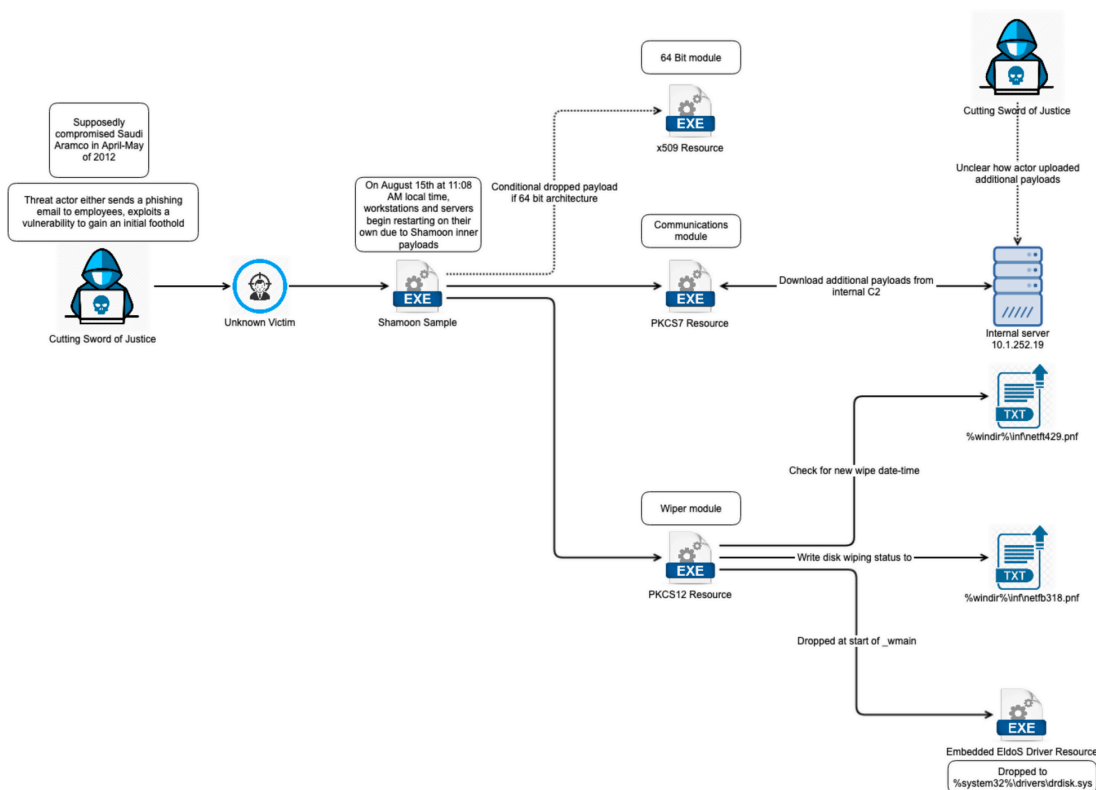 64 Bit module
EXE
x509 Resource
Cutting Sword of Justice
Supposedly
compromised Saudi
Aramco in April-May
of 2012
Threat actor either sends a phishing
email to employees, exploits a
vulnerability to gain an initial foothold
Cutting Sword of Justice
Unknown Victim
On August 15th at 11:08
AM local time,
workstations and servers
begin restarting on their
own due to Shamoon inner
payloads
EXE
Shamoon Sample
Conditional dropped payload
if 64 bit architecture
Unclear how actor uploaded
additional payloads
Communications
module
EXE
PKCS7 Resource
Download additional payloads from
internal C2
Internal server
10.1.252.19
TXT
%windir%\inf\netft429.pnf
Check for new wipe date-time
Wiper module
EXE
PKCS12 Resource
Write disk wiping status to
TXT
%windir%\inf\netfb318.pnf
Dropped at start of _wmain
EXE
Embedded EldoS Driver Resource
Dropped to
%system32%\drivers\drdisk.sys